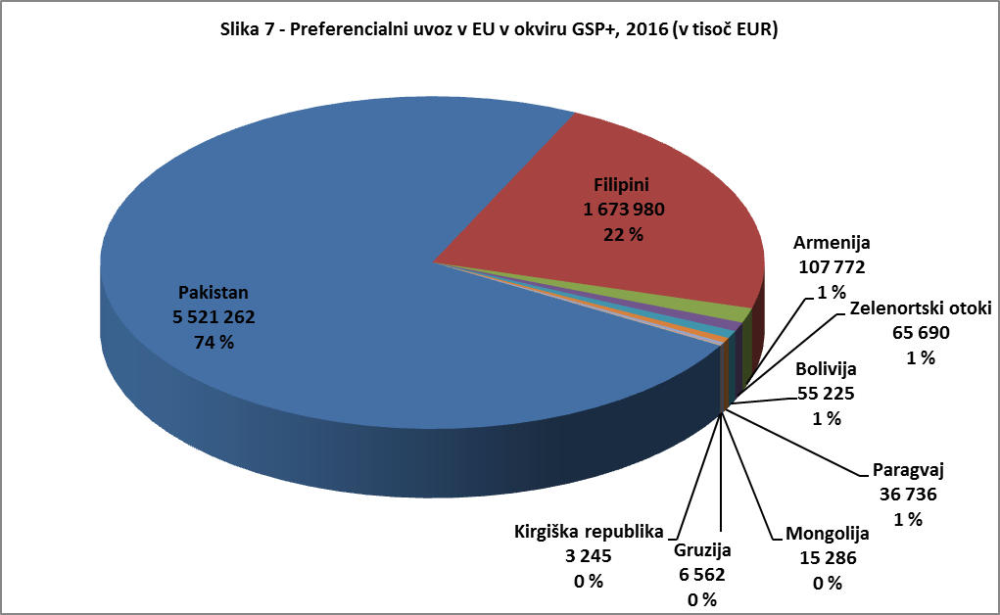 Slika 7 - Preferencialni uvoz v EU v okviru GSP+, 2016 (v tisoč EUR)
Filipini
1 673 980
22 %
Pakistan
5 521 262
74 %
Armenija
107 772
1 %
Zelenortski otoki
65 690
1 %
Bolivija
55 225
1 %
Paragvaj
36 736
1 %
Mongolija
15 286
0 %
Gruzija
6 562
0 %
Kirgiška republika
3 245
0 %